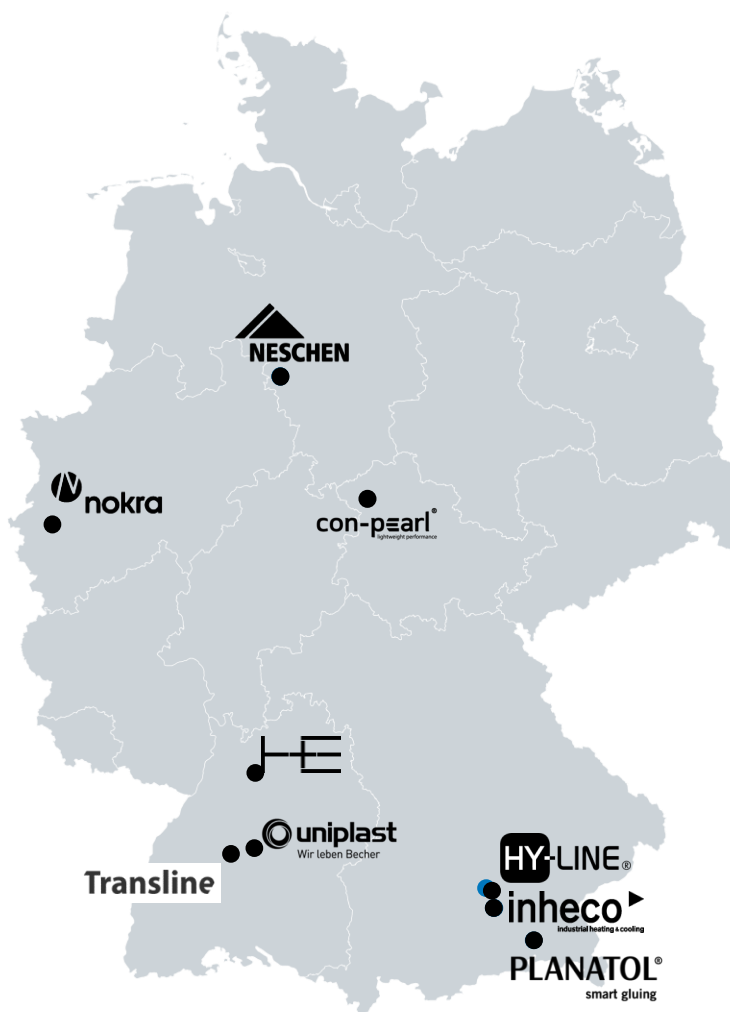 NESCHEN
nokra
con-pearl®
lightweight performance
HE
uniplast
Wir leben Becher
Transline
HY-LINE®
inheco
industrial heating & cooling
PLANATOL®
smart gluing